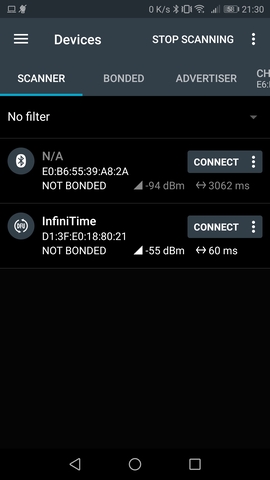 0 K/s 21:30
Devices STOP SCANNING
SCANNER BONDED ADVERTISER CH
E6:
No filter
N/A
E0:B6:55:39:A8:2A
CONNECT
NOT BONDED -94 dBm 3062 ms
InfiniTime
DFU
D1:3F:E0:18:80:21
CONNECT
NOT BONDED -55 dBm 60 ms